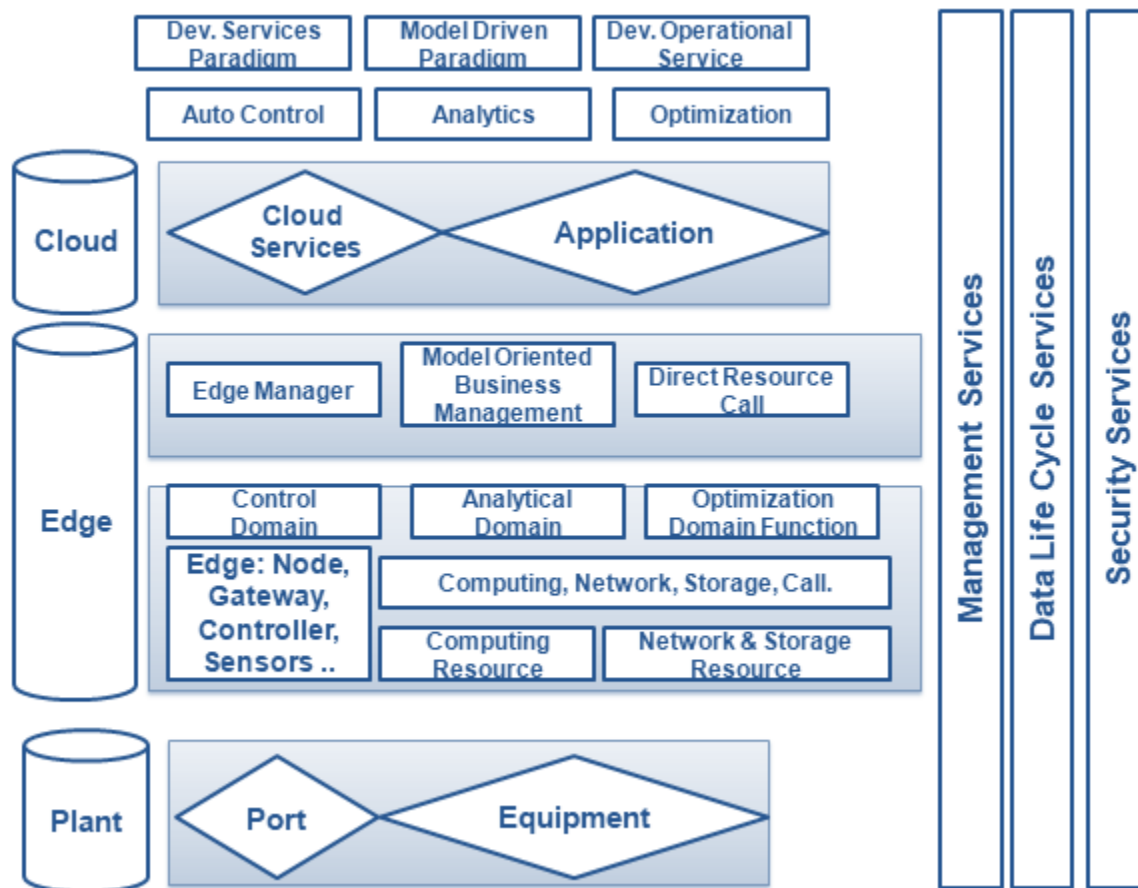 Dev. Services
Paradigm
Model Driven
Paradigm
Dev. Operational
Service
Auto Control
Analytics
Optimization
Cloud
Cloud
Services
Application
Edge
Edge Manager
Model Oriented
Business
Management
Direct Resource
Call
Control
Domain
Analytical
Domain
Optimization
Domain Function
Edge: Node,
Gateway,
Controller,
Sensors ..
Computing, Network, Storage, Call.
Computing
Resource
Network & Storage
Resource
Plant
Port
Equipment
Management Services
Data Life Cycle Services
Security Services